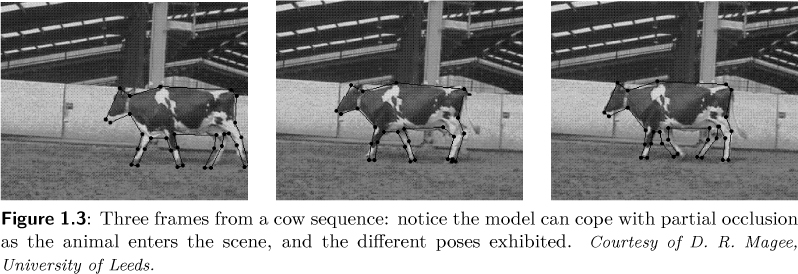 Figure 1.3: Three frames from a cow sequence: notice the model can cope with partial occlusion
as the animal enters the scene, and the different poses exhibited. Courtesy of D. R. Magee,
University of Leeds.